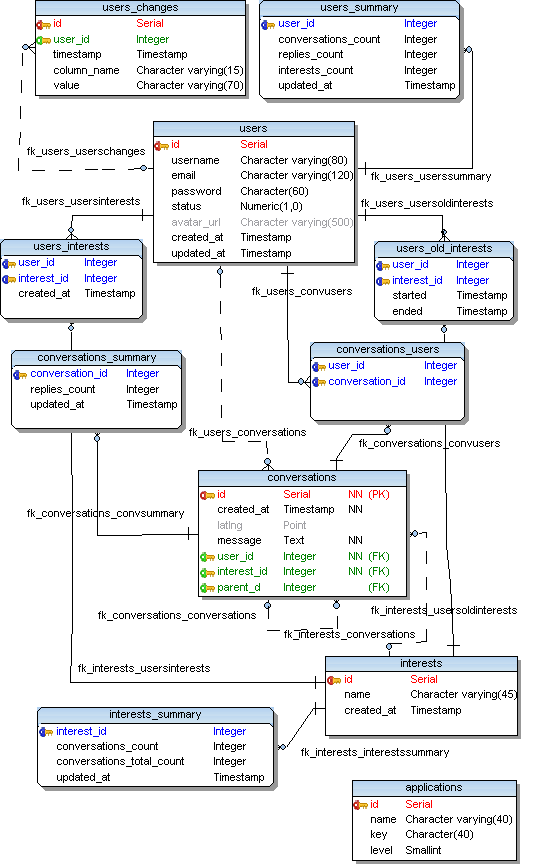 users_changes
id Serial
user_id Integer
timestamp Timestamp
column_name Character varying(15)
value Character varying(70)
users_summary
user_id Integer
conversations_count Integer
replies_count Integer
interests_count Integer
updated_at Timestamp
fk_users_userschanges
users
id Serial
username Character varying(80)
email Character varying(120)
password Character(60)
status Numeric(1,0)
avatar_url Character varying(500)
created_at Timestamp
updated_at Timestamp
fk_users_userssummary
fk_users_usersinterests
fk_users_usersoldinterests
users_interests
user_id Integer
interest_id Integer
created_at Timestamp
users_old_interests
user_id Integer
interest_id Integer
started Timestamp
ended Timestamp
fk_users_convusers
conversations_summary
conversation_id Integer
replies_count Integer
updated_at Timestamp
conversations_users
user_id Integer
conversation_id Integer
fk_users_conversations
fk_conversations_convusers
conversations
id Serial NN (PK)
created_at Timestamp NN
latlng Point
message Text NN
user_id Integer NN (FK)
interest_id Integer NN (FK)
parent_d Integer (FK)
fk_conversations_convsummary
fk_conversations_conversations
fk_interests_usersoldinterests
fk_interests_conversations
fk_interests_usersinterests
interests
id Serial
name Character varying(45)
created_at Timestamp
interests_summary
interest_id Integer
conversations_count Integer
conversations_total_count Integer
updated_at Timestamp
fk_interests_interestssummary
applications
id Serial
name Character varying(40)
key Character(40)
level Smallint